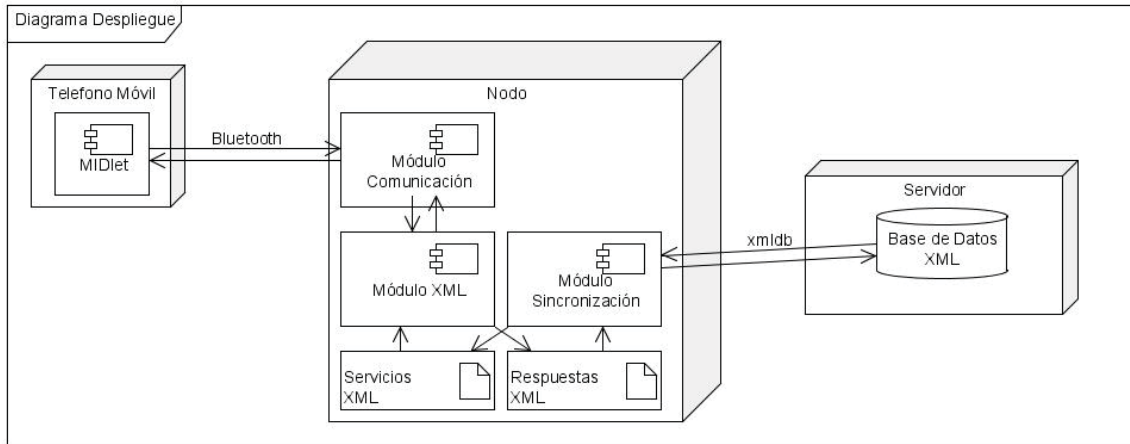 Diagrama Despliegue
Telefono Móvil
MIDlet
Bluetooth
Nodo
Módulo
Comunicación
Módulo XML
Módulo
Sincronización
Servicios
XML
Respuestas
XML
xmldb
Servidor
Base de Datos
XML